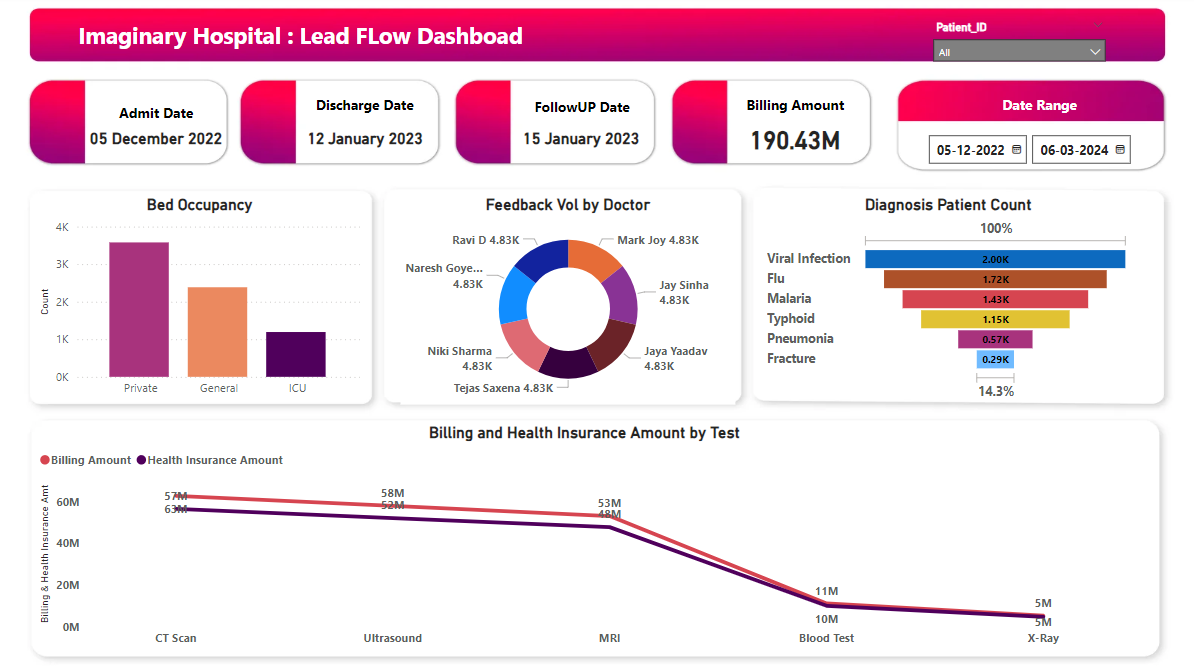 Imaginary Hospital : Lead FLow Dashboad
Patient_ID
All
Admit Date
05 December 2022
Discharge Date
12 January 2023
FollowUP Date
15 January 2023
Billing Amount
190.43M
Date Range
05-12-2022
06-03-2024
Bed Occupancy
4K
3K
2K
1K
0K
Count
Private
General
ICU
Feedback Vol by Doctor
Ravi D 4.83K
Mark Joy 4.83K
Naresh Goye...
4.83K
Jay Sinha
4.83K
Niki Sharma
4.83K
Jaya Yaadav
4.83K
Tejas Saxena 4.83K
Diagnosis Patient Count
100%
Viral Infection
2.00K
Flu
1.72K
Malaria
1.43K
Typhoid
1.15K
Pneumonia
0.57K
Fracture
0.29K
14.3%
Billing and Health Insurance Amount by Test
Billing Amount
Health Insurance Amount
Billing & Health Insurance Amt
60M
40M
20M
0M
57M
63M
58M
52M
53M
48M
11M
10M
5M
5M
CT Scan
Ultrasound
MRI
Blood Test
X-Ray